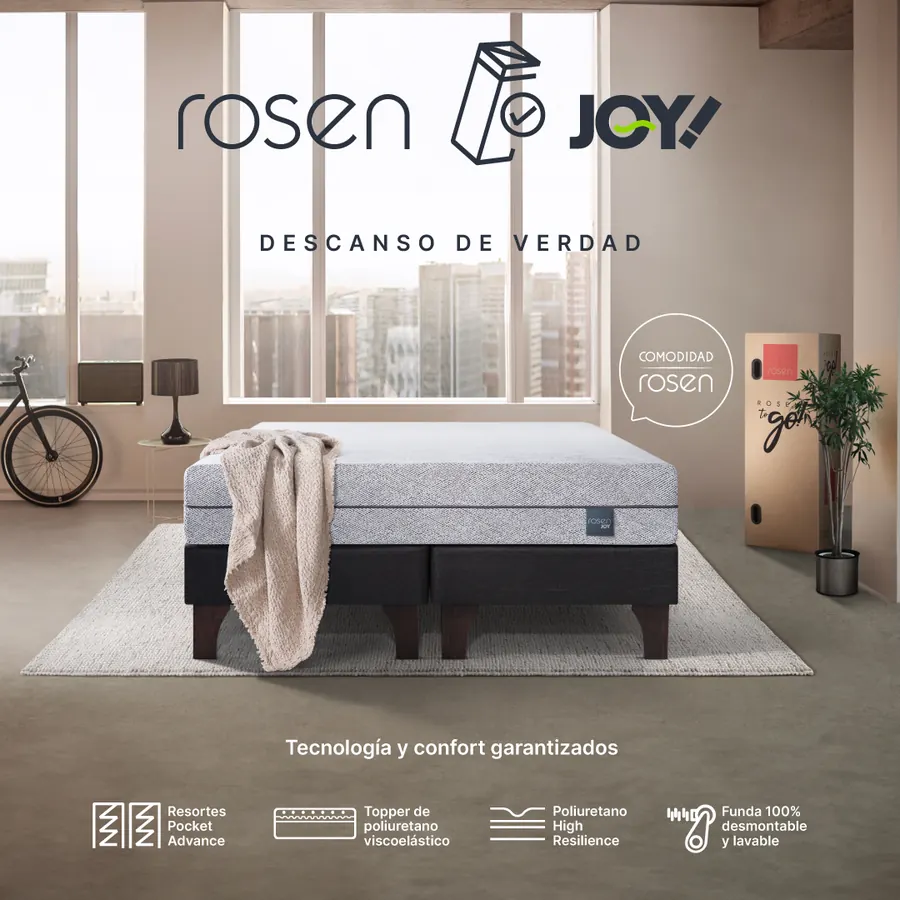 rosen JOY!
DESCANSO DE VERDAD
COMODIDAD
rosen
rosen
ROSEN
to go!
rosen
JOY
Tecnología y confort garantizados
Resortes
Pocket
Advance
Topper de
poliuretano
viscoelástico
Poliuretano
High
Resilience
Funda 100%
desmontable
y lavable